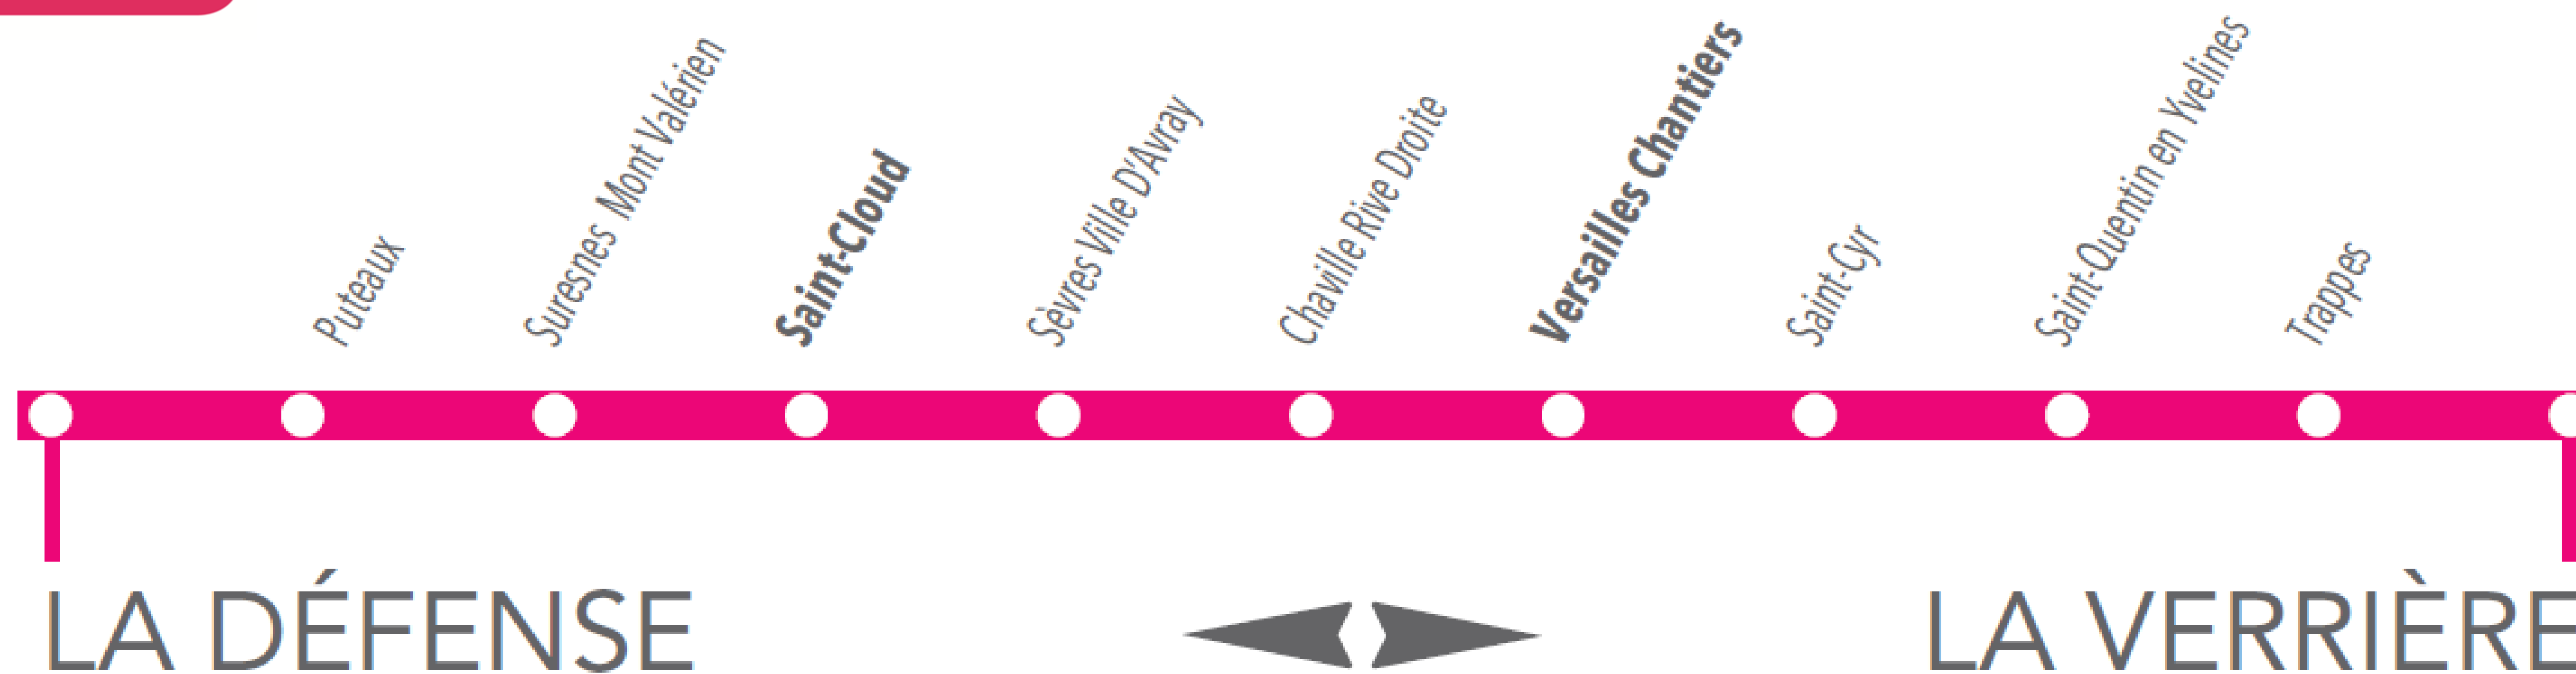 Puteaux
Suresnes Mont Valérien
Saint-Cloud
Sèvres Ville D'Avray
Chaville Rive Droite
Versailles Chantiers
Saint-Cyr
Saint-Quentin en Yvelines
Trappes
LA DÉFENSE
LA VERRIÈRE